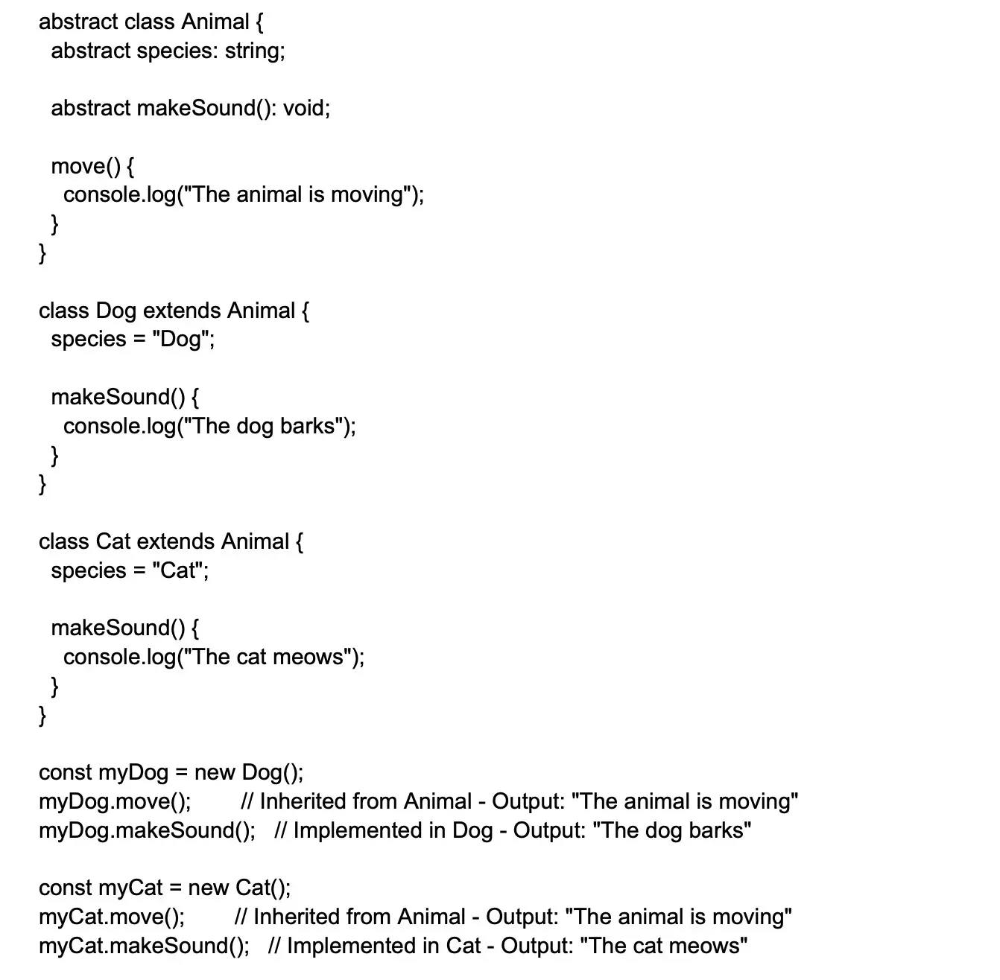 abstract class Animal {
  abstract species: string;

  abstract makeSound(): void;

  move() {
    console.log("The animal is moving");
  }
}

class Dog extends Animal {
  species = "Dog";

  makeSound() {
    console.log("The dog barks");
  }
}

class Cat extends Animal {
  species = "Cat";

  makeSound() {
    console.log("The cat meows");
  }
}

const myDog = new Dog();
myDog.move();        // Inherited from Animal - Output: "The animal is moving"
myDog.makeSound();   // Implemented in Dog - Output: "The dog barks"

const myCat = new Cat();
myCat.move();        // Inherited from Animal - Output: "The animal is moving"
myCat.makeSound();   // Implemented in Cat - Output: "The cat meows"